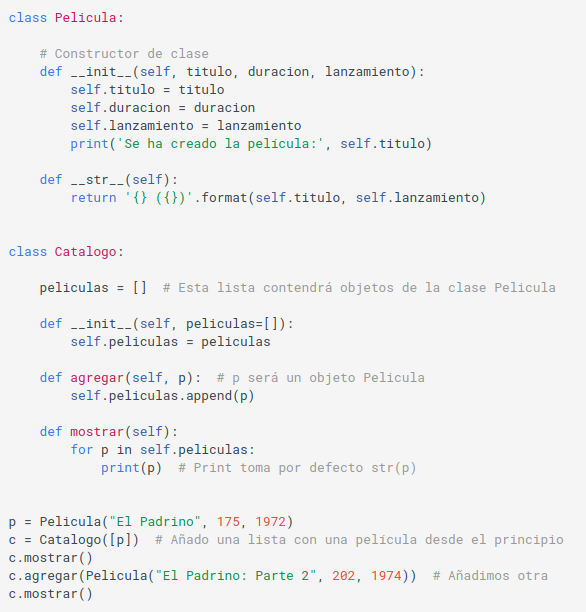 class Pelicula:

    # Constructor de clase
    def __init__(self, titulo, duracion, lanzamiento):
        self.titulo = titulo
        self.duracion = duracion
        self.lanzamiento = lanzamiento
        print('Se ha creado la película:', self.titulo)

    def __str__(self):
        return '{} ({})'.format(self.titulo, self.lanzamiento)


class Catalogo:

    peliculas = []  # Esta lista contendrá objetos de la clase Pelicula

    def __init__(self, peliculas=[]):
        self.peliculas = peliculas

    def agregar(self, p):  # p será un objeto Pelicula
        self.peliculas.append(p)

    def mostrar(self):
        for p in self.peliculas:
            print(p)  # Print toma por defecto str(p)


p = Pelicula("El Padrino", 175, 1972)
c = Catalogo([p])  # Añado una lista con una película desde el principio
c.mostrar()
c.agregar(Pelicula("El Padrino: Parte 2", 202, 1974))  # Añadimos otra
c.mostrar()